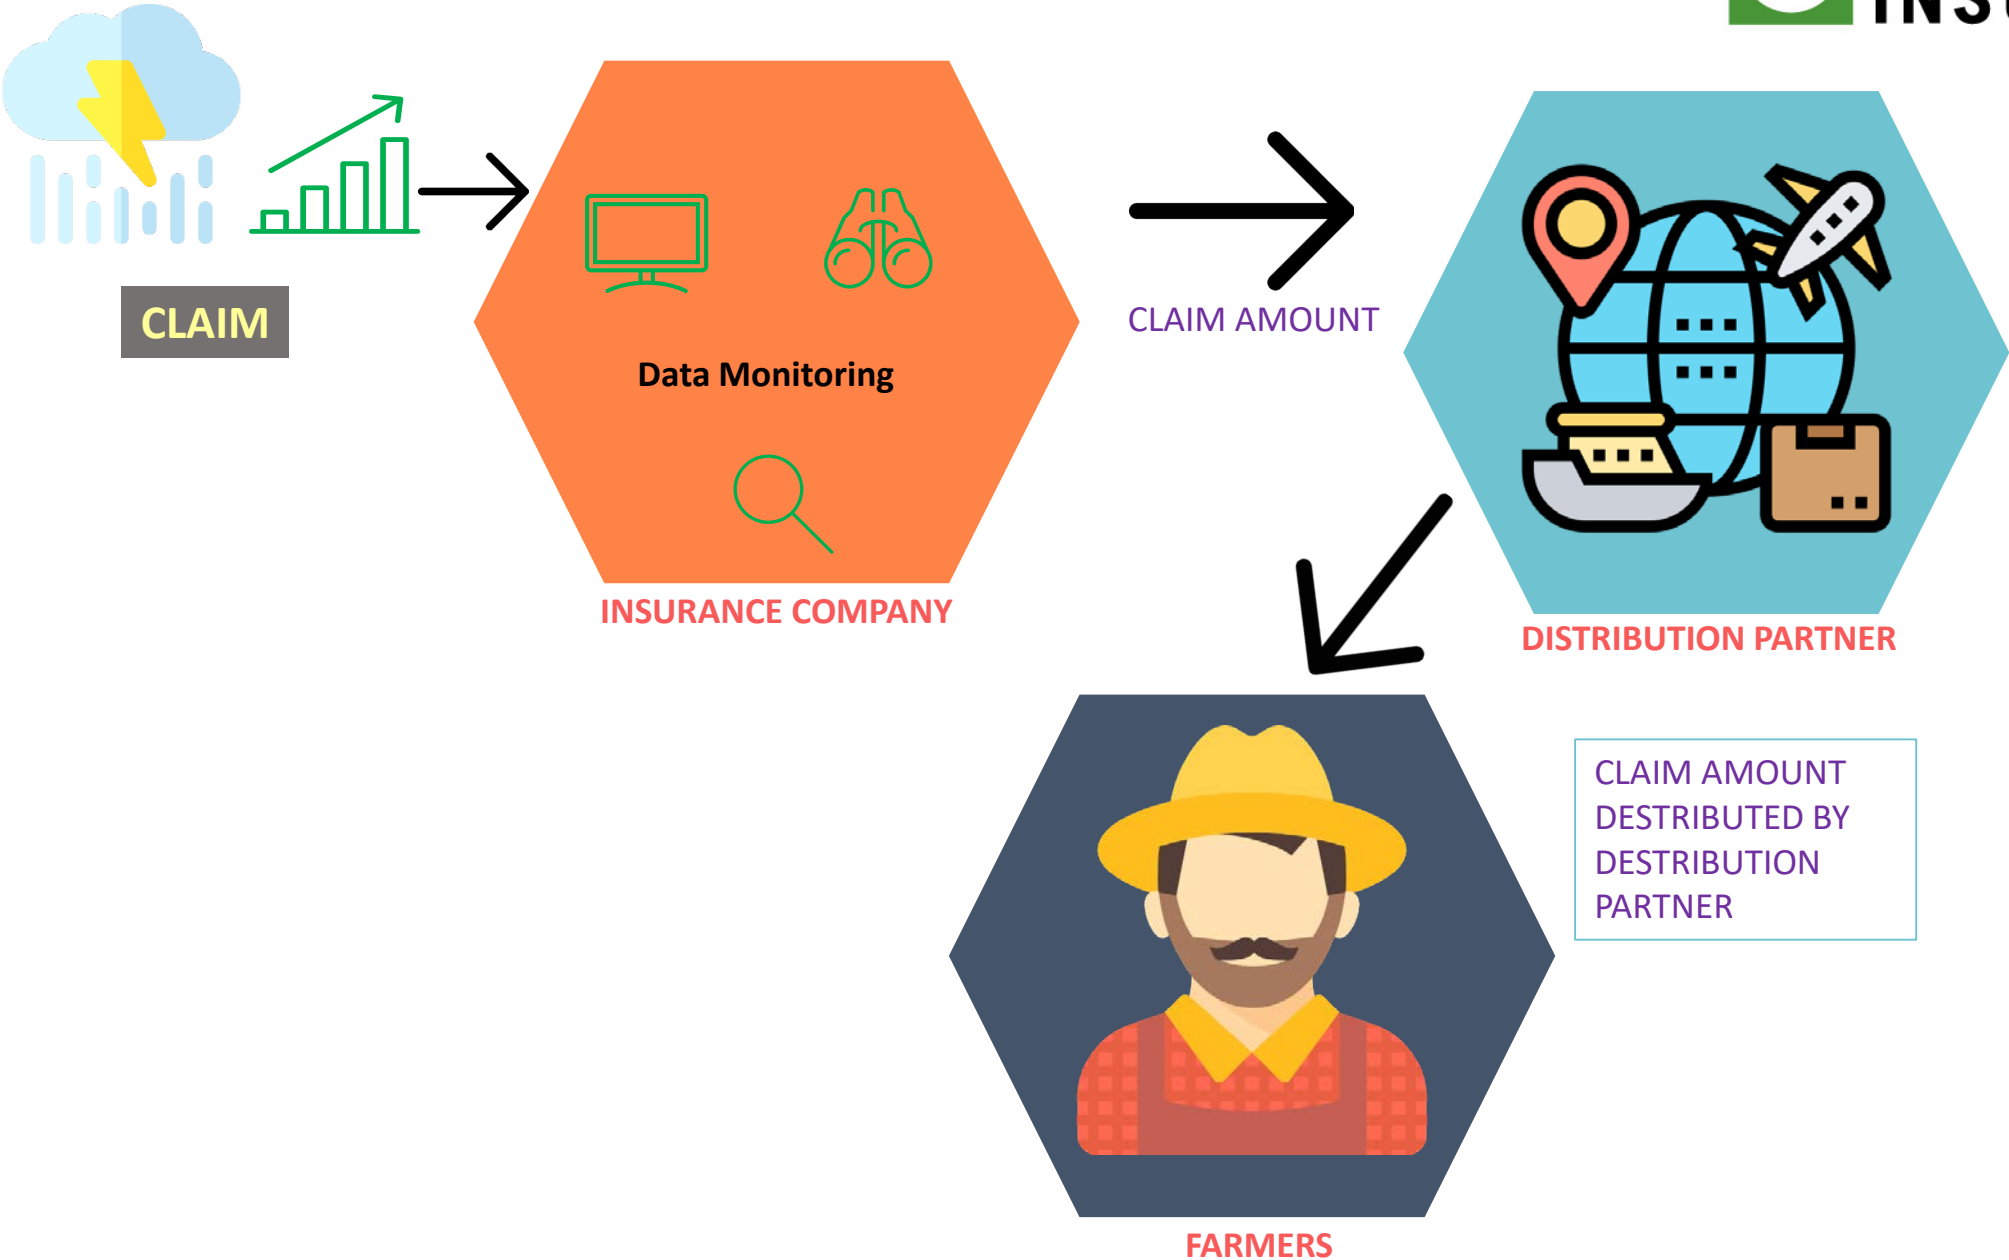 CLAIM
Data Monitoring
INSURANCE COMPANY
CLAIM AMOUNT
DISTRIBUTION PARTNER
CLAIM AMOUNT
DESTRIBUTED BY
DESTRIBUTION
PARTNER
FARMERS